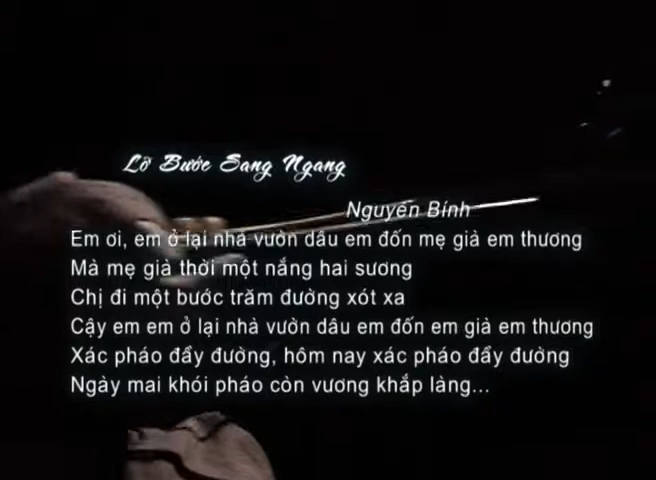 Lỡ Bước Sang Ngang
Nguyễn Bính
Em ơi, em ở lại nhà vườn dâu em đốn mẹ già em thương
Mà mẹ già thời một nắng hai sương
Chị đi một bước trăm đường xót xa
Cậy em em ở lại nhà vườn dâu em đốn em già em thương
Xác pháo đầy đường, hôm nay xác pháo đầy đường
Ngày mai khói pháo còn vương khắp làng...